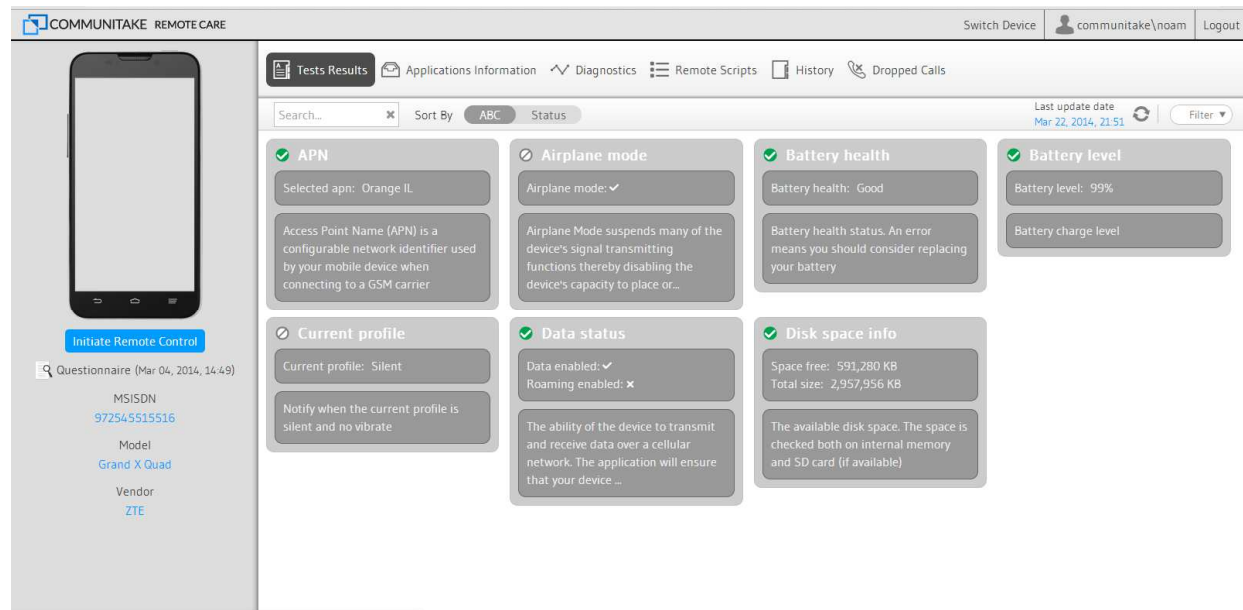 COMMUNITAKE REMOTE CARE
Switch Device
communitake\noam
Logout
Tests Results
Applications Information
Diagnostics
Remote Scripts
History
Dropped Calls
Search...
Sort By
ABC
Status
Last update date
Mar 22, 2014, 21:51
Filter
Initiate Remote Control
Questionnaire (Mar 04, 2014, 14:49)
MSISDN
972545515516
Model
Grand X Quad
Vendor
ZTE
APN
Selected apn: Orange IL
Access Point Name (APN) is a
configurable network identifier used
by your mobile device when
connecting to a GSM carrier
Airplane mode
Airplane mode:
Airplane Mode suspends many of the
device's signal transmitting
functions thereby disabling the
device's capacity to place or...
Battery health
Battery health: Good
Battery health status. An error
means you should consider replacing
your battery
Battery level
Battery level: 99%
Battery charge level
Current profile
Current profile: Silent
Notify when the current profile is
silent and no vibrate
Data status
Data enabled:
Roaming enabled:
The ability of the device to transmit
and receive data over a cellular
network. The application will ensure
that your device ...
Disk space info
Space free: 591,280 KB
Total size: 2,957,956 KB
The available disk space. The space is
checked both on internal memory
and SD card (if available)